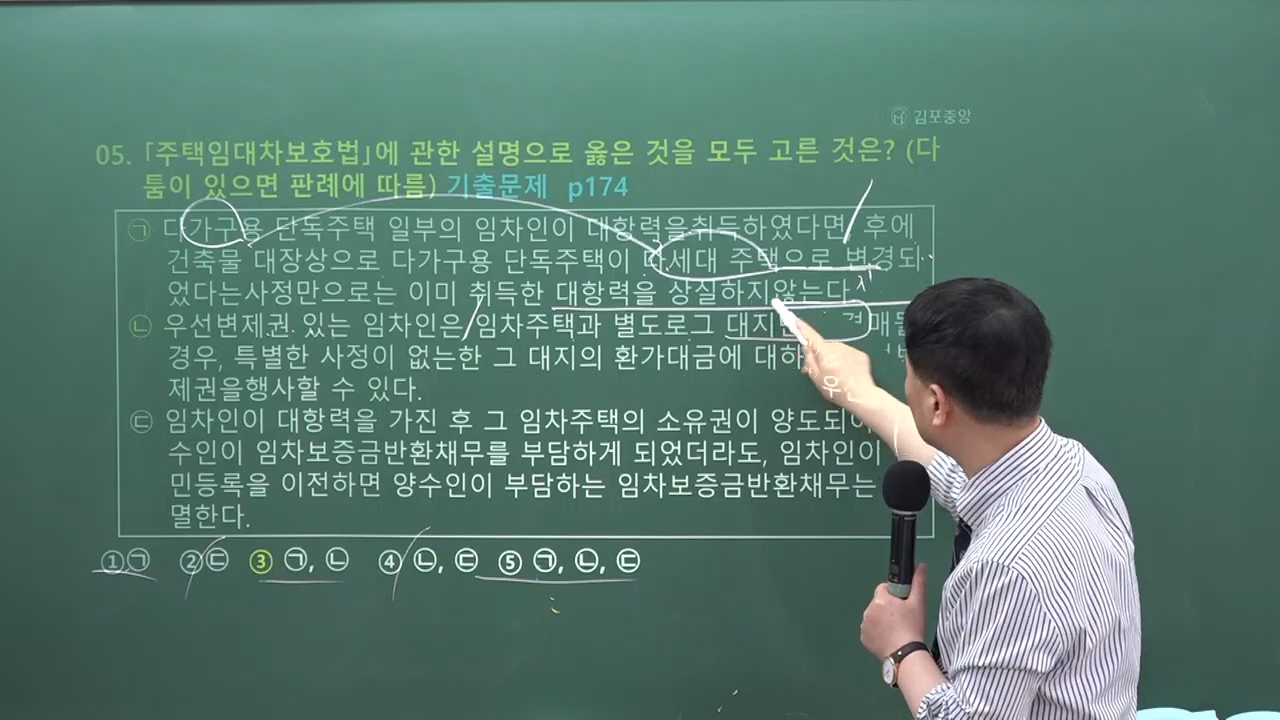 김포중앙
05. 「주택임대차보호법」에 관한 설명으로 옳은 것을 모두 고른 것은? (다
툼이 있으면 판례에 따름) 기출문제 p174
㉠ 다가구용 단독주택 일부의 임차인이 대항력을취득하였다면, 후에
건축물 대장상으로 다가구용 단독주택이 다세대 주택으로 변경되
었다는사정만으로는 이미 취득한 대항력을 상실하지않는다.
㉡ 우선변제권 있는 임차인은, 임차주택과 별도로그 대지만이
경우, 특별한 사정이 없는한 그 대지의 환가대금에
제권을행사할 수 있다.
㉢ 임차인이 대항력을 가진 후 그 임차주택의 소유권이
수인이 임차보증금반환채무를 부담하게 되었더라도, 임차인이
민등록을 이전하면 양수인이 부담하는 임차보증금반환채무는
멸한다.
①㉠ ②㉢ ③ ㉠, ㉡ ④ ㉡, ㉢ ⑤ ㉠, ㉡, ㉢